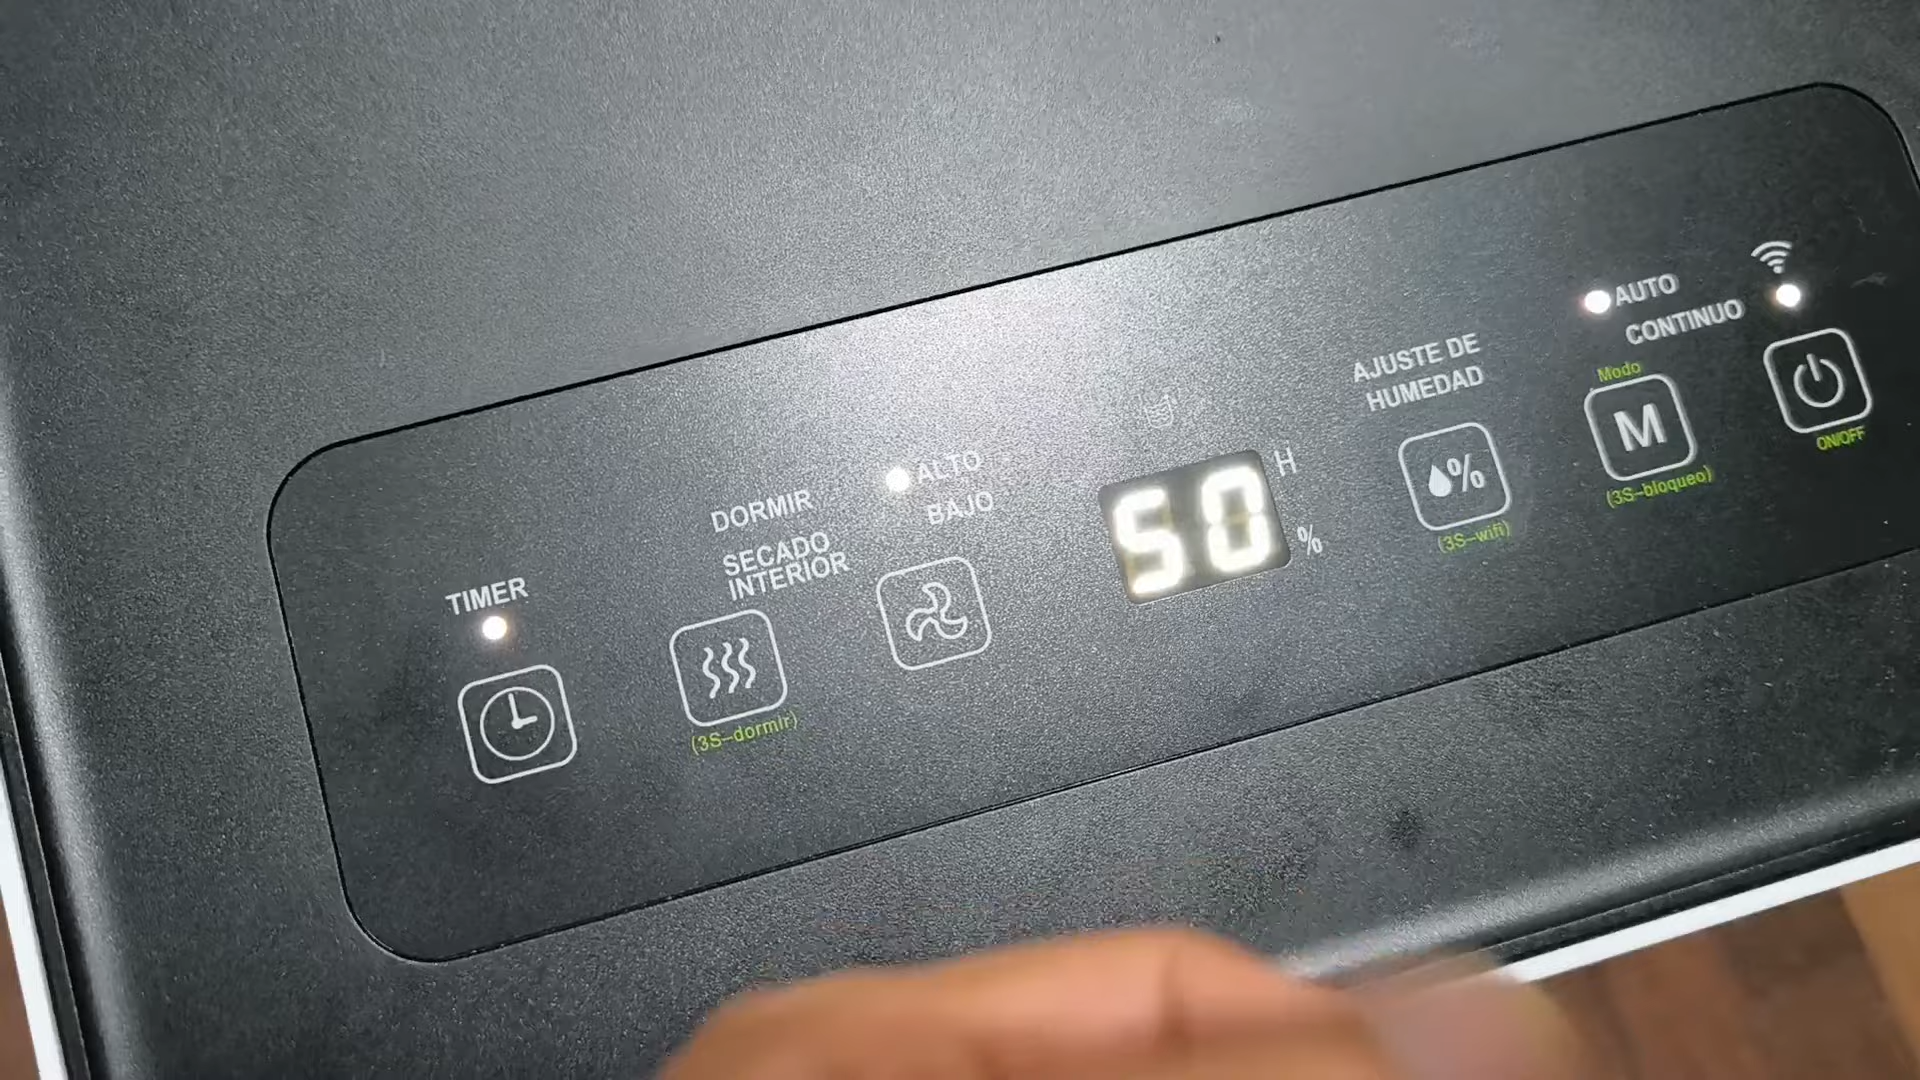 TIMER
DORMIR
SECADO
INTERIOR
(3S-dormir)
ALTO
BAJO
50
H
%
AJUSTE DE
HUMEDAD
%
(3S-wifi)
AUTO
CONTINUO
Modo
M
(3S-bloqueo)
ON/OFF